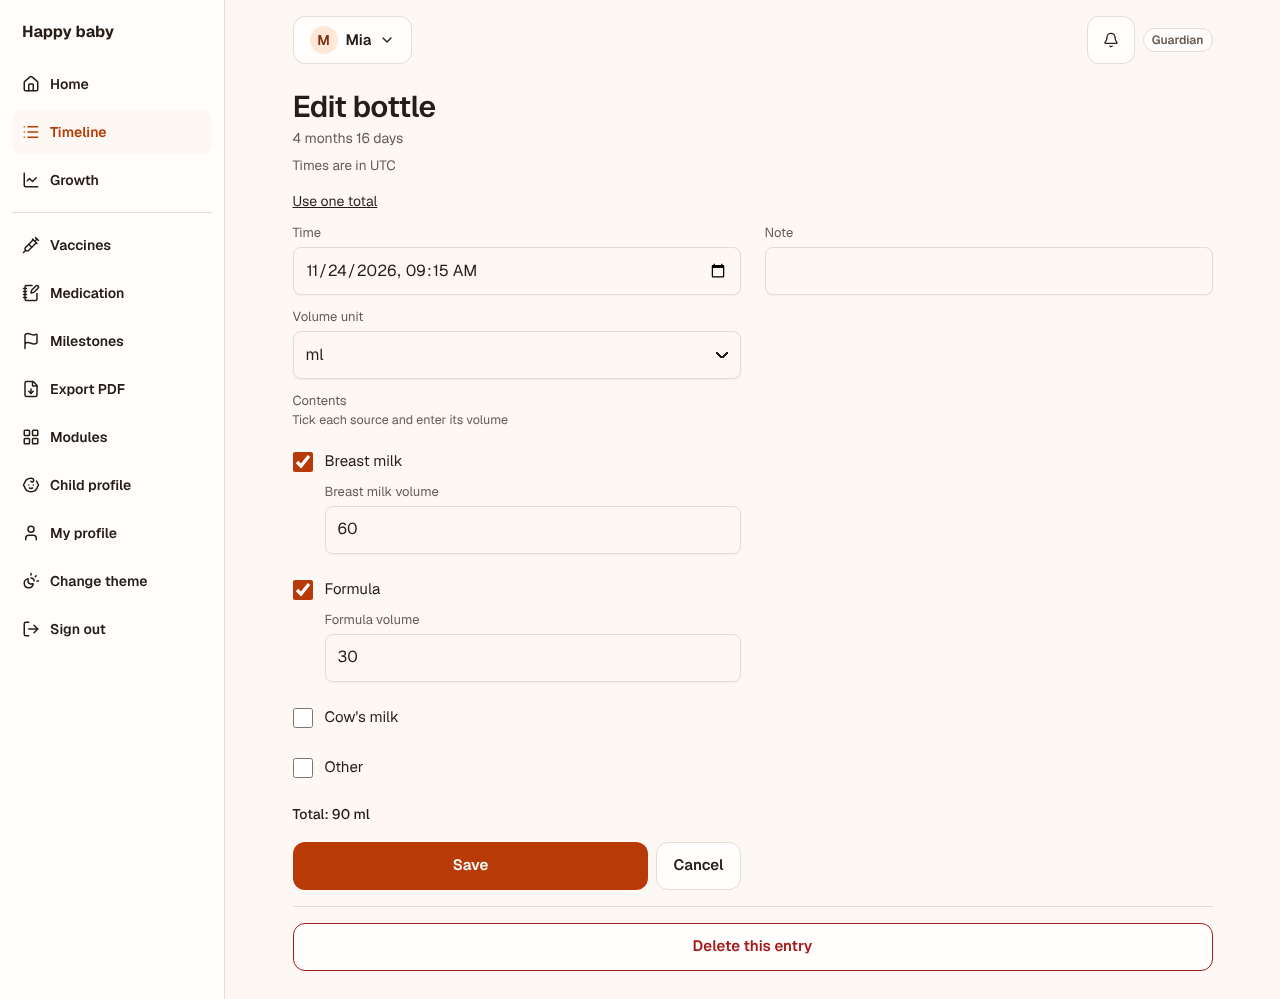 Happy baby
Home
Timeline
Growth
Vaccines
Medication
Milestones
Export PDF
Modules
Child profile
My profile
Change theme
Sign out
M Mia
Guardian
Edit bottle
4 months 16 days
Times are in UTC
Use one total
Time
11/24/2026, 09:15 AM
Note
Volume unit
ml
Contents
Tick each source and enter its volume
Breast milk
Breast milk volume
60
Formula
Formula volume
30
Cow's milk
Other
Total: 90 ml
Save
Cancel
Delete this entry